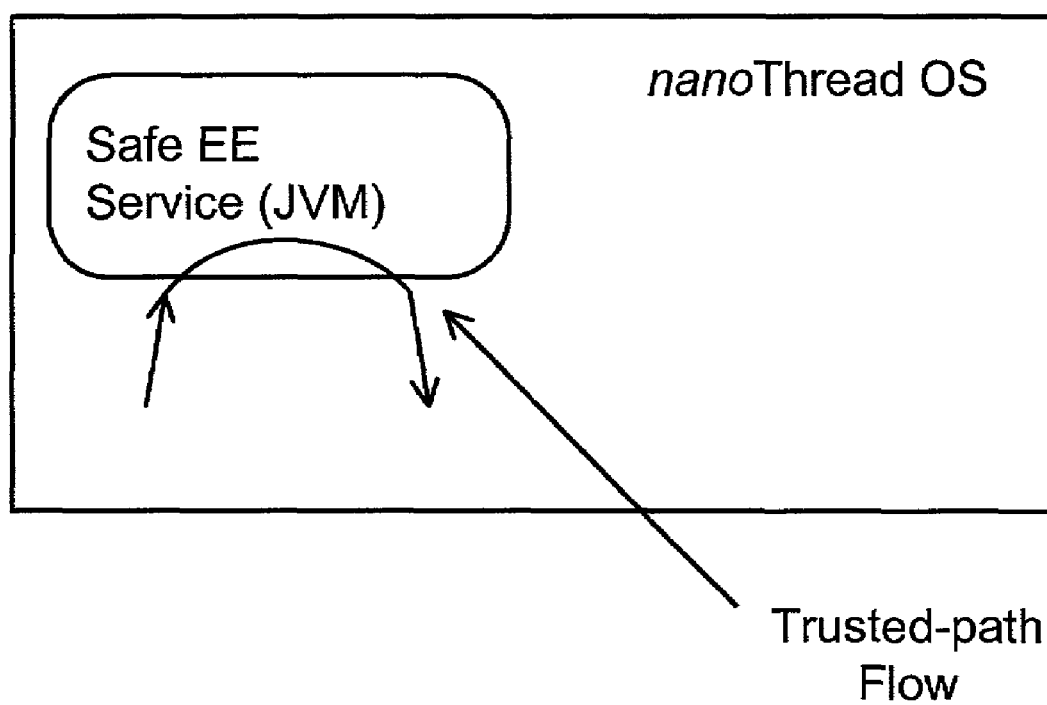 nanoThread OS
Safe EE
Service (JVM)
Trusted-path
Flow